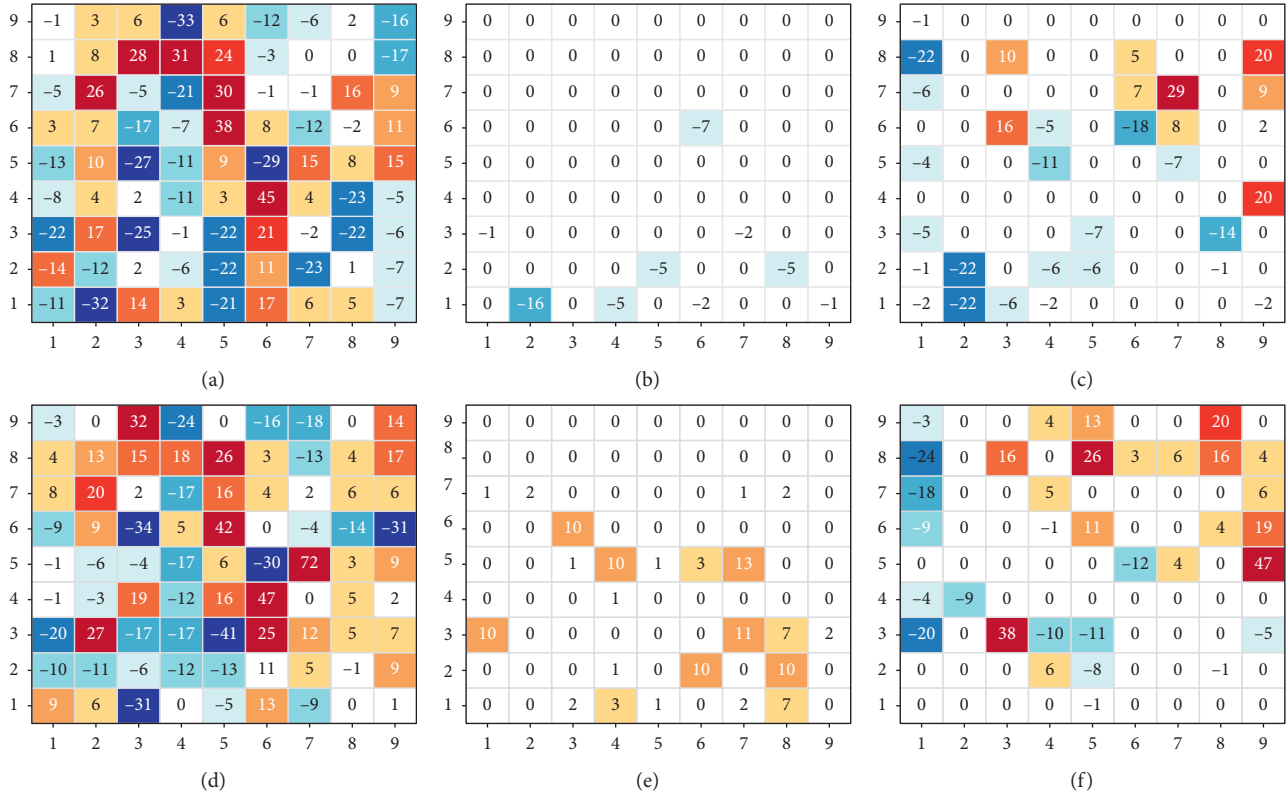 9 −1 3 6 −33 6 −12 −6 2 −16
8 1 8 28 31 24 −3 0 0 −17
7 −5 26 −5 −21 30 −1 −1 16 9
6 3 7 −17 −7 38 8 −12 −2 11
5 −13 10 −27 −11 9 −29 15 8 15
4 −8 4 2 −11 3 45 4 −23 −5
3 −22 17 −25 −1 −22 21 −2 −22 −6
2 −14 −12 2 −6 −22 11 −23 1 −7
1 −11 −32 14 3 −21 17 6 5 −7
1 2 3 4 5 6 7 8 9
(a)
9 0 0 0 0 0 0 0 0 0
8 0 0 0 0 0 0 0 0 0
7 0 0 0 0 0 0 0 0 0
6 0 0 0 0 0 −7 0 0 0
5 0 0 0 0 0 0 0 0 0
4 0 0 0 0 0 0 0 0 0
3 −1 0 0 0 0 0 −2 0 0
2 0 0 0 0 −5 0 0 −5 0
1 0 −16 0 −5 0 −2 0 0 −1
1 2 3 4 5 6 7 8 9
(b)
9 −1 0 0 0 0 0 0 0 0
8 −22 0 10 0 0 5 0 0 20
7 −6 0 0 0 0 7 29 0 9
6 0 0 16 −5 0 −18 8 0 2
5 −4 0 0 −11 0 0 −7 0 0
4 0 0 0 0 0 0 0 0 20
3 −5 0 0 0 −7 0 0 −14 0
2 −1 −22 0 −6 −6 0 0 −1 0
1 −2 −22 −6 −2 0 0 0 0 −2
1 2 3 4 5 6 7 8 9
(c)
9 −3 0 32 −24 0 −16 −18 0 14
8 4 13 15 18 26 3 −13 4 17
7 8 20 2 −17 16 4 2 6 6
6 −9 9 −34 5 42 0 −4 −14 −31
5 −1 −6 −4 −17 6 −30 72 3 9
4 −1 −3 19 −12 16 47 0 5 2
3 −20 27 −17 −17 −41 25 12 5 7
2 −10 −11 −6 −12 −13 11 5 −1 9
1 9 6 −31 0 −5 13 −9 0 1
1 2 3 4 5 6 7 8 9
(d)
9 0 0 0 0 0 0 0 0 0
8 0 0 0 0 0 0 0 0 0
7 1 2 0 0 0 0 1 2 0
6 0 0 10 0 0 0 0 0 0
5 0 0 1 10 1 3 13 0 0
4 0 0 0 1 0 0 0 0 0
3 10 0 0 0 0 0 11 7 2
2 0 0 0 1 0 10 0 10 0
1 0 0 2 3 1 0 2 7 0
1 2 3 4 5 6 7 8 9
(e)
9 −3 0 0 4 13 0 0 20 0
8 −24 0 16 0 26 3 6 16 4
7 −18 0 0 5 0 0 0 0 6
6 −9 0 0 −1 11 0 0 4 19
5 0 0 0 0 0 −12 4 0 47
4 −4 −9 0 0 0 0 0 0 0
3 −20 0 38 −10 −11 0 0 0 −5
2 0 0 0 6 −8 0 0 −1 0
1 0 0 0 0 −1 0 0 0 0
1 2 3 4 5 6 7 8 9
(f)